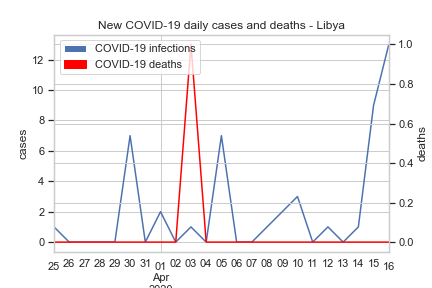 New COVID-19 daily cases and deaths - Libya
COVID-19 infections
COVID-19 deaths
12
10
8
6
4
2
0
cases
1.0
0.8
0.6
0.4
0.2
0.0
deaths
25 26 27 28 29 30 31 01 02 03 04 05 06 07 08 09 10 11 12 13 14 15 16
Apr